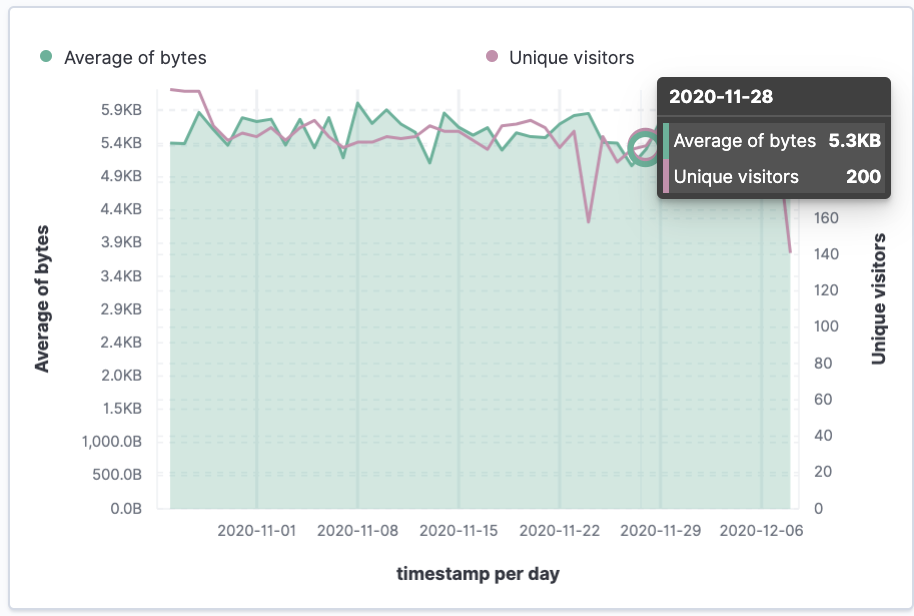 Average of bytes
Unique visitors
2020-11-28
Average of bytes 5.3KB
Unique visitors 200
5.9KB
5.4KB
4.9KB
4.4KB
3.9KB
3.4KB
2.9KB
2.4KB
2.0KB
1.5KB
1,000.0B
500.0B
0.0B
Average of bytes
160
140
120
100
80
60
40
20
0
Unique visitors
2020-11-01
2020-11-08
2020-11-15
2020-11-22
2020-11-29
2020-12-06
timestamp per day